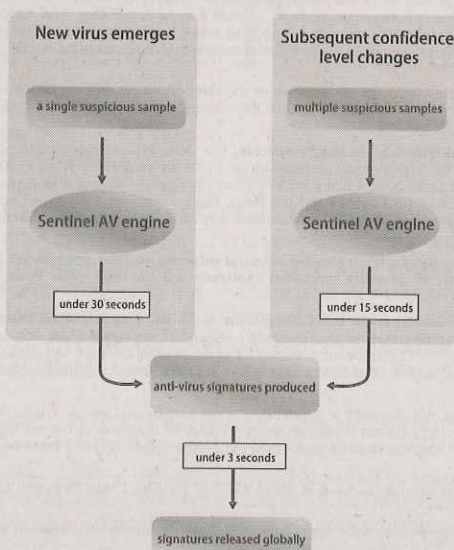 New virus emerges
a single suspicious sample
Sentinel AV engine
under 30 seconds
Subsequent confidence
level changes
multiple suspicious samples
Sentinel AV engine
under 15 seconds
anti-virus signatures produced
under 3 seconds
signatures released globally